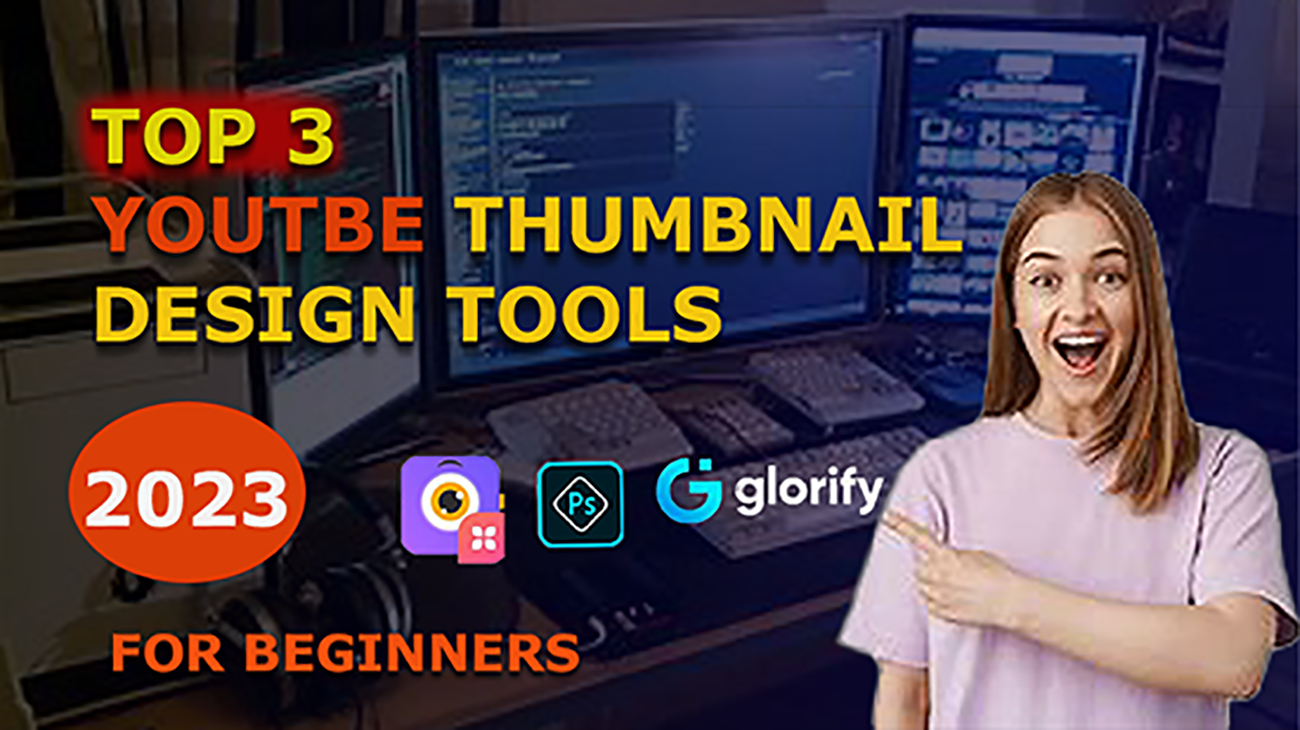 TOP 3
YOUTBE THUMBNAIL
DESIGN TOOLS
2023
Ps
glorify
FOR BEGINNERS